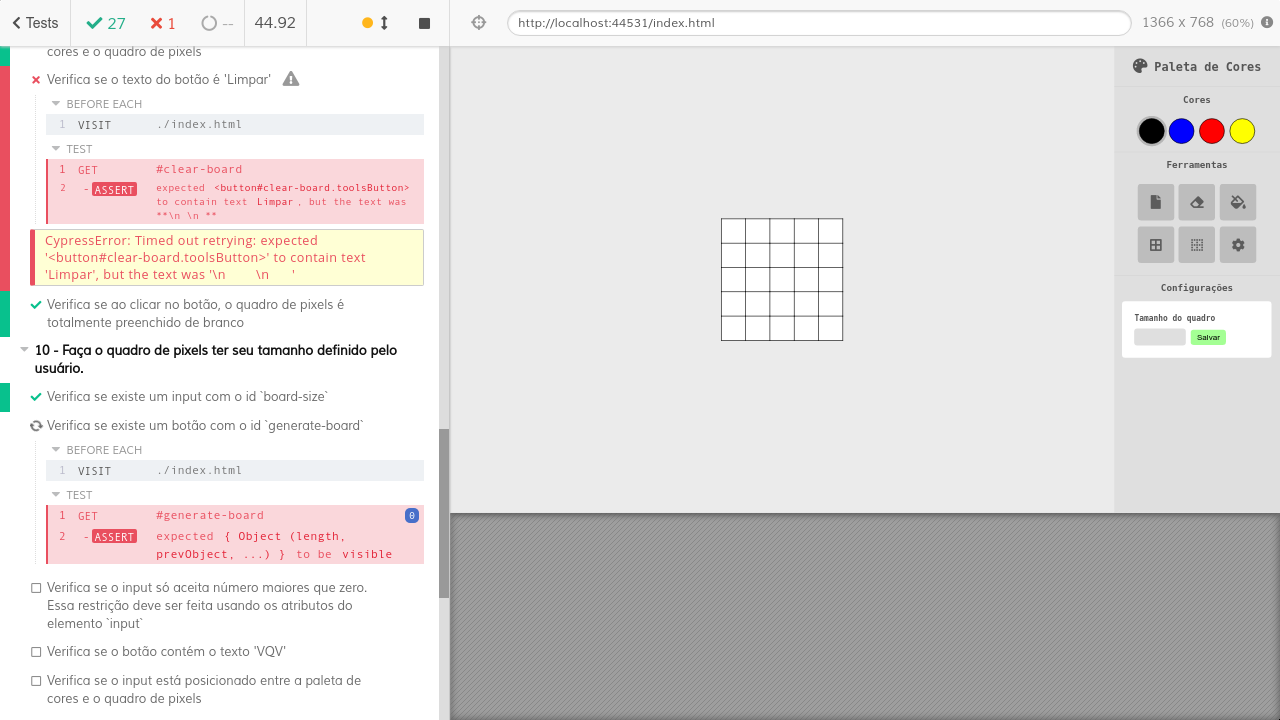 Tests
27
1
--
44.92
http://localhost:44531/index.html
1366 x 768 (60%)
cores e o quadro de pixels
Verifica se o texto do botão é 'Limpar'
BEFORE EACH
1 VISIT ./index.html
TEST
1 GET #clear-board
2 -ASSERT expected <button#clear-board.toolsButton>
to contain text Limpar , but the text was
**\n \n **
CypressError: Timed out retrying: expected
'<button#clear-board.toolsButton>' to contain text
'Limpar', but the text was '\n \n '
Verifica se ao clicar no botão, o quadro de pixels é
totalmente preenchido de branco
10 - Faça o quadro de pixels ter seu tamanho definido pelo
usuário.
Verifica se existe um input com o id `board-size`
Verifica se existe um botão com o id `generate-board`
BEFORE EACH
1 VISIT ./index.html
TEST
1 GET #generate-board 0
2 -ASSERT expected { Object (length,
prevObject, ...) } to be visible
Verifica se o input só aceita número maiores que zero.
Essa restrição deve ser feita usando os atributos do
elemento `input`
Verifica se o botão contém o texto 'VQV'
Verifica se o input está posicionado entre a paleta de
cores e o quadro de pixels
Paleta de Cores
Cores
Ferramentas
Configurações
Tamanho do quadro
Salvar